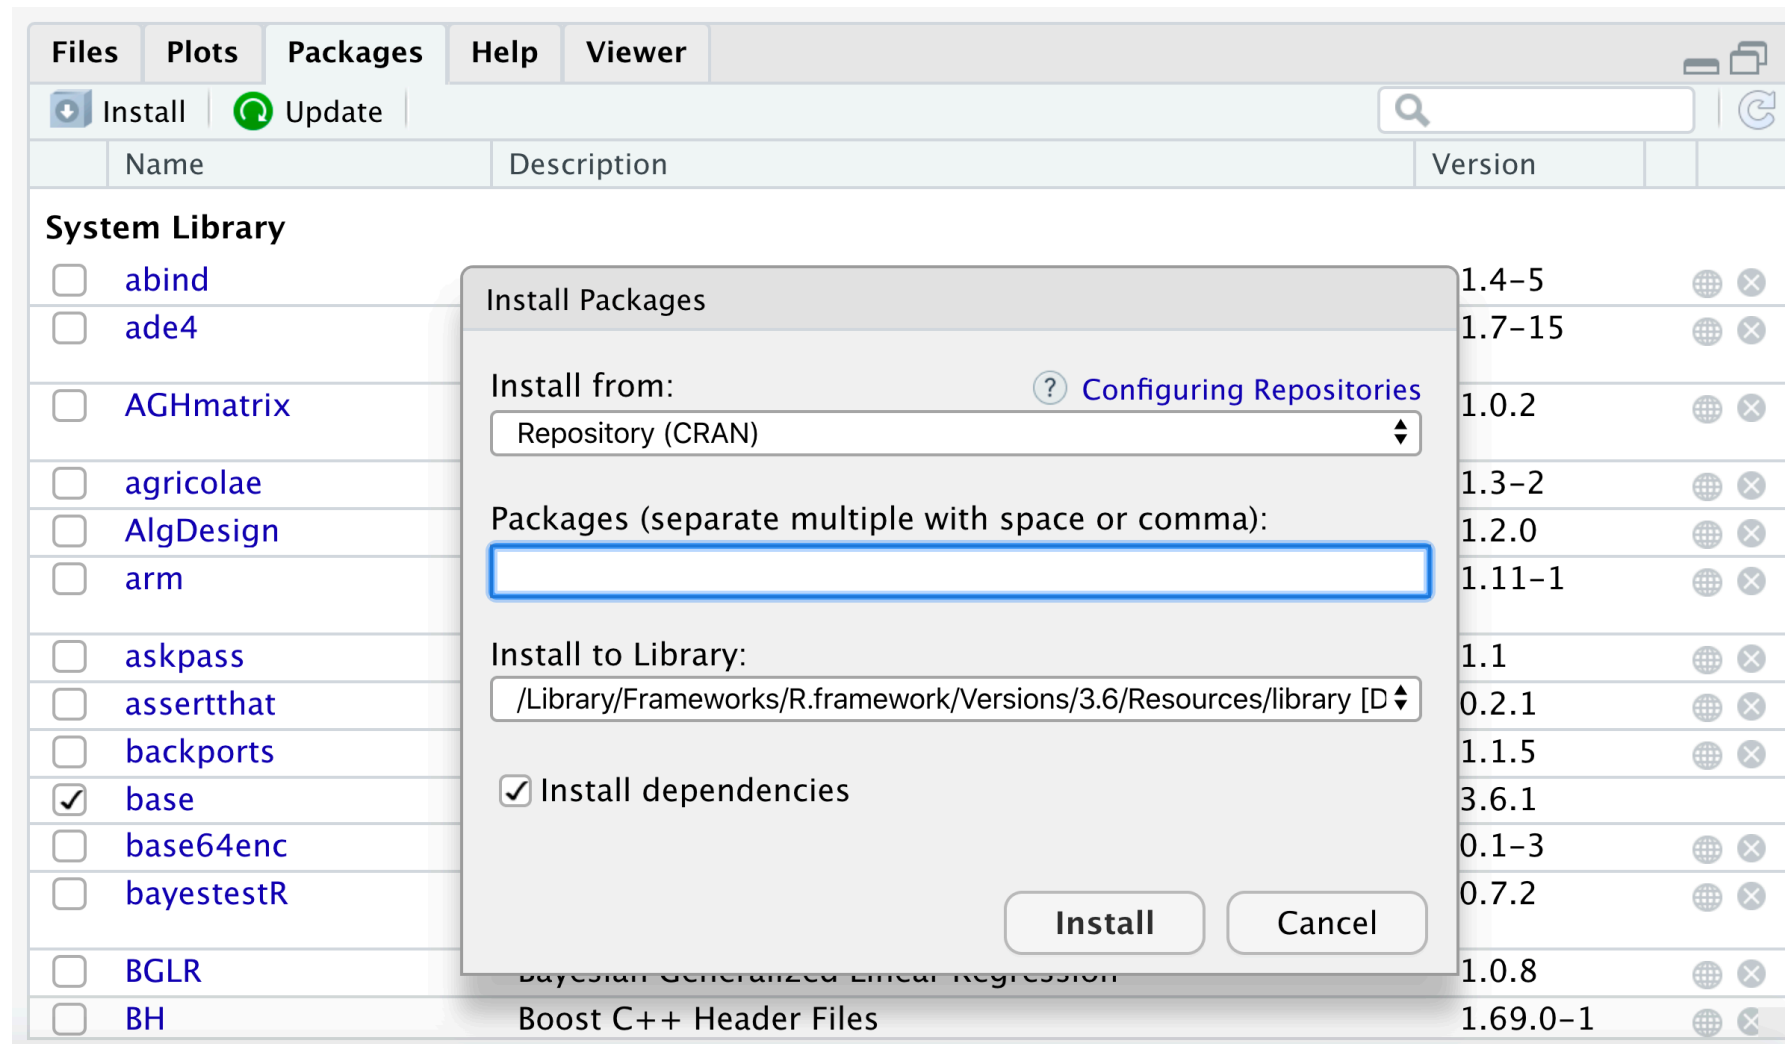 Files Plots Packages Help Viewer
Install Update
Name Description Version
System Library
abind 1.4-5
ade4 1.7-15
AGHmatrix 1.0.2
agricolae 1.3-2
AlgDesign 1.2.0
arm 1.11-1
askpass 1.1
assertthat 0.2.1
backports 1.1.5
base 3.6.1
base64enc 0.1-3
bayestestR 0.7.2
BGLR Bayesian Generalized Linear Regression 1.0.8
BH Boost C++ Header Files 1.69.0-1
Install Packages
Install from: ? Configuring Repositories
Repository (CRAN)
Packages (separate multiple with space or comma):
Install to Library:
/Library/Frameworks/R.framework/Versions/3.6/Resources/library [D
Install dependencies
Install Cancel